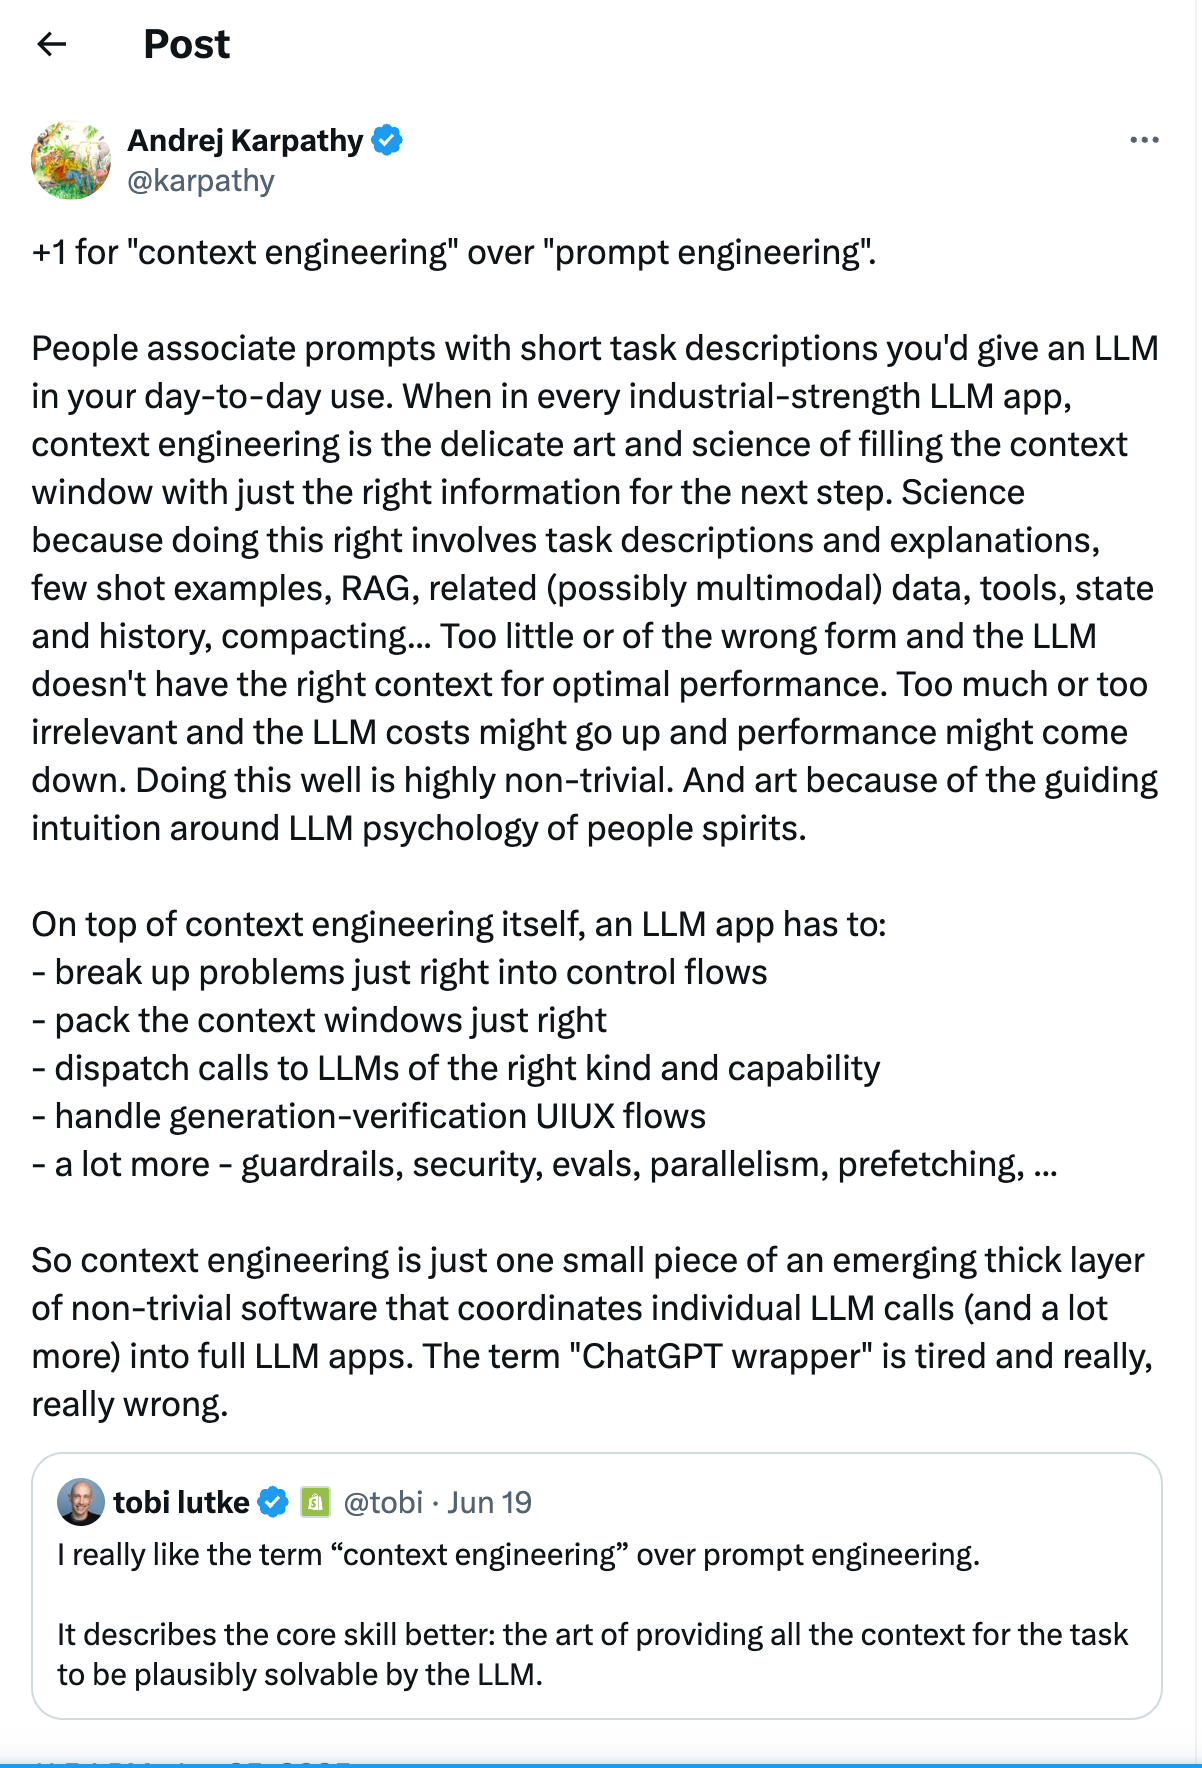 Post
Andrej Karpathy
@karpathy
+1 for "context engineering" over "prompt engineering".
People associate prompts with short task descriptions you'd give an LLM
in your day-to-day use. When in every industrial-strength LLM app,
context engineering is the delicate art and science of filling the context
window with just the right information for the next step. Science
because doing this right involves task descriptions and explanations,
few shot examples, RAG, related (possibly multimodal) data, tools, state
and history, compacting... Too little or of the wrong form and the LLM
doesn't have the right context for optimal performance. Too much or too
irrelevant and the LLM costs might go up and performance might come
down. Doing this well is highly non-trivial. And art because of the guiding
intuition around LLM psychology of people spirits.
On top of context engineering itself, an LLM app has to:
- break up problems just right into control flows
- pack the context windows just right
- dispatch calls to LLMs of the right kind and capability
- handle generation-verification UIUX flows
- a lot more - guardrails, security, evals, parallelism, prefetching, ...
So context engineering is just one small piece of an emerging thick layer
of non-trivial software that coordinates individual LLM calls (and a lot
more) into full LLM apps. The term "ChatGPT wrapper" is tired and really,
really wrong.
tobi lutke @tobi · Jun 19
I really like the term “context engineering” over prompt engineering.
It describes the core skill better: the art of providing all the context for the task
to be plausibly solvable by the LLM.